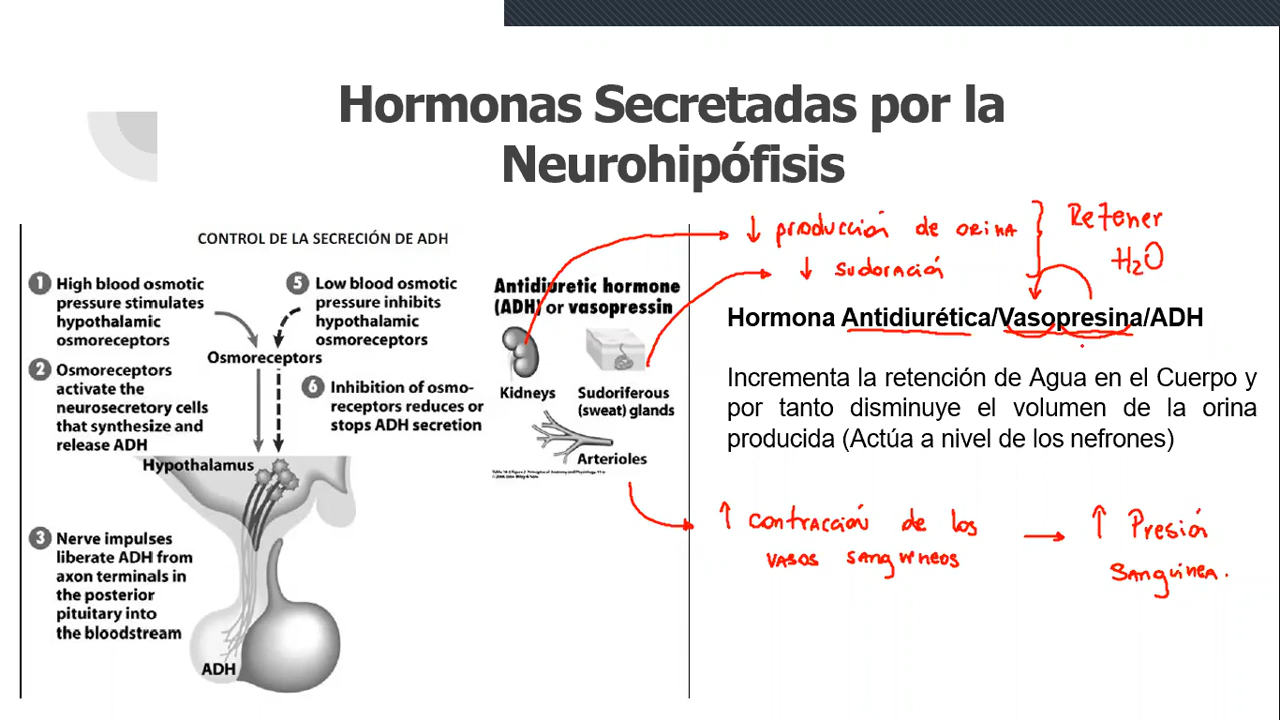 Hormonas Secretadas por la
Neurohipófisis
CONTROL DE LA SECRECIÓN DE ADH
1 High blood osmotic
pressure stimulates
hypothalamic
osmoreceptors
5 Low blood osmotic
pressure inhibits
hypothalamic
osmoreceptors
Osmoreceptors
2 Osmoreceptors
activate the
neurosecretory cells
that synthesize and
release ADH
6 Inhibition of osmo-
receptors reduces or
stops ADH secretion
Hypothalamus
3 Nerve impulses
liberate ADH from
axon terminals in
the posterior
pituitary into
the bloodstream
ADH
Antidiuretic hormone
(ADH) or vasopressin
Kidneys
Sudoriferous
(sweat) glands
Arterioles
↓ producción de orina
↓ sudoración
Retener
H2O
Hormona Antidiurética/Vasopresina/ADH
Incrementa la retención de Agua en el Cuerpo y
por tanto disminuye el volumen de la orina
producida (Actúa a nivel de los nefrones)
↑ contracción de los
vasos sanguineos
→ ↑ Presión
sanguinea.